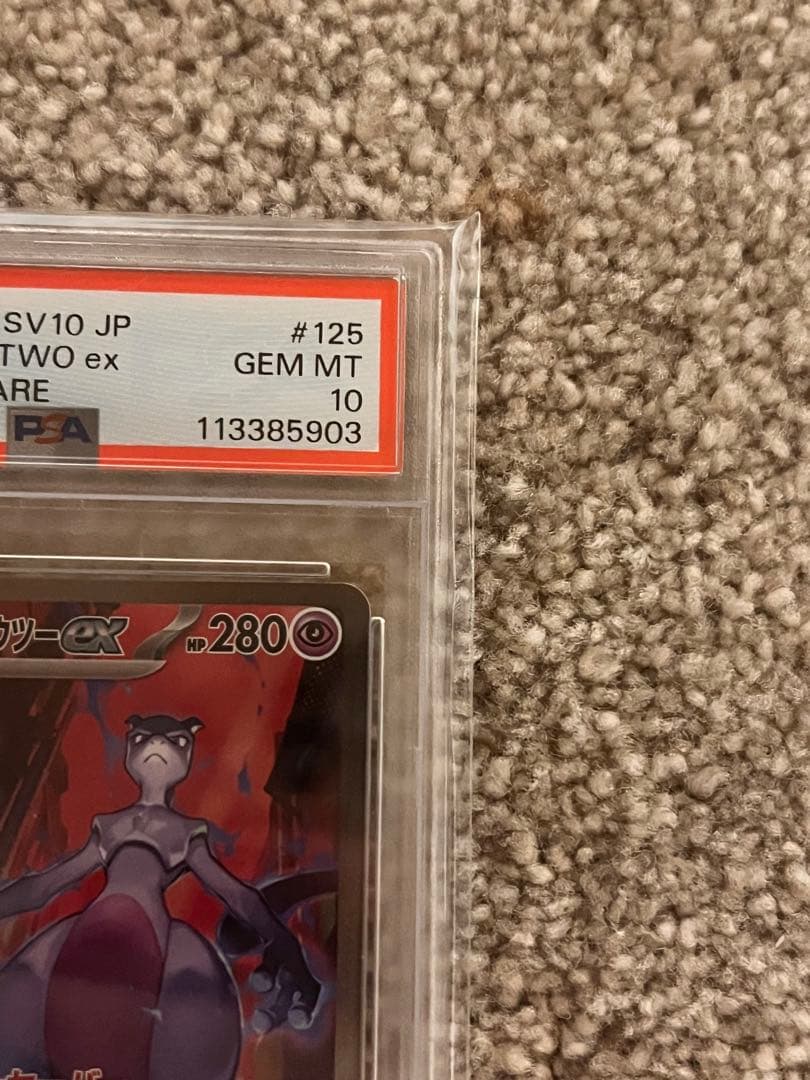 SV10 JP #125
TWO ex GEM MT
ARE 10
PSA 113385903
ツーex HP280